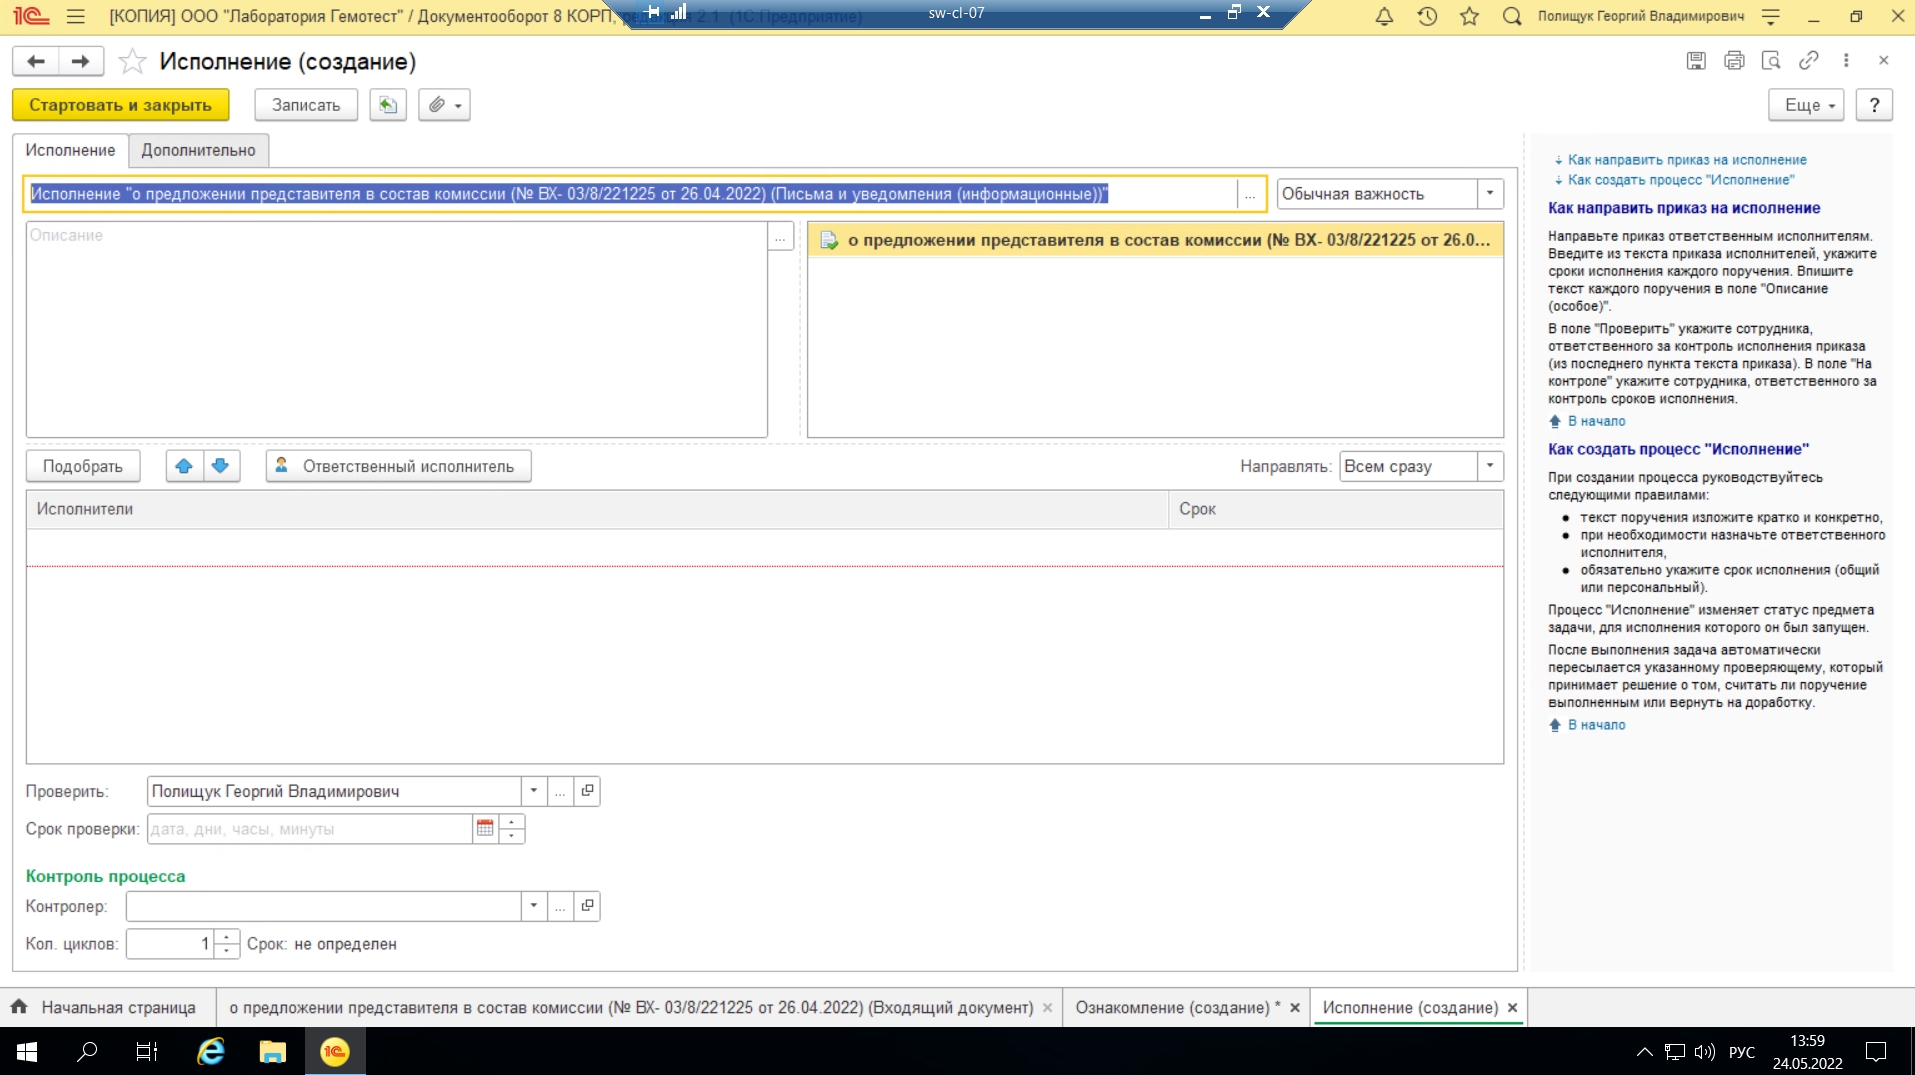 [КОПИЯ] ООО "Лаборатория Гемотест" / Документооборот 8 КОРП, редакция 2.1 (1С:Предприятие)
sw-cl-07
Полищук Георгий Владимирович
Исполнение (создание)
Стартовать и закрыть
Записать
Еще
?
Исполнение
Дополнительно
Исполнение "о предложении представителя в состав комиссии (№ ВХ- 03/8/221225 от 26.04.2022) (Письма и уведомления (информационные))"
...
Обычная важность
Описание
...
о предложении представителя в состав комиссии (№ ВХ- 03/8/221225 от 26.0...
Подобрать
Ответственный исполнитель
Направлять:
Всем сразу
Исполнители
Срок
Проверить:
Полищук Георгий Владимирович
...
Срок проверки:
дата, дни, часы, минуты
Контроль процесса
Контролер:
...
Кол. циклов:
1
Срок: не определен
Как направить приказ на исполнение
Как создать процесс "Исполнение"
Как направить приказ на исполнение
Направьте приказ ответственным исполнителям.
Введите из текста приказа исполнителей, укажите
сроки исполнения каждого поручения. Впишите
текст каждого поручения в поле "Описание
(особое)".
В поле "Проверить" укажите сотрудника,
ответственного за контроль исполнения приказа
(из последнего пункта текста приказа). В поле "На
контроле" укажите сотрудника, ответственного за
контроль сроков исполнения.
В начало
Как создать процесс "Исполнение"
При создании процесса руководствуйтесь
следующими правилами:
● текст поручения изложите кратко и конкретно,
● при необходимости назначьте ответственного
исполнителя,
● обязательно укажите срок исполнения (общий
или персональный).
Процесс "Исполнение" изменяет статус предмета
задачи, для исполнения которого он был запущен.
После выполнения задача автоматически
пересылается указанному проверяющему, который
принимает решение о том, считать ли поручение
выполненным или вернуть на доработку.
В начало
Начальная страница
о предложении представителя в состав комиссии (№ ВХ- 03/8/221225 от 26.04.2022) (Входящий документ)
Ознакомление (создание) *
Исполнение (создание)
РУС
13:59
24.05.2022